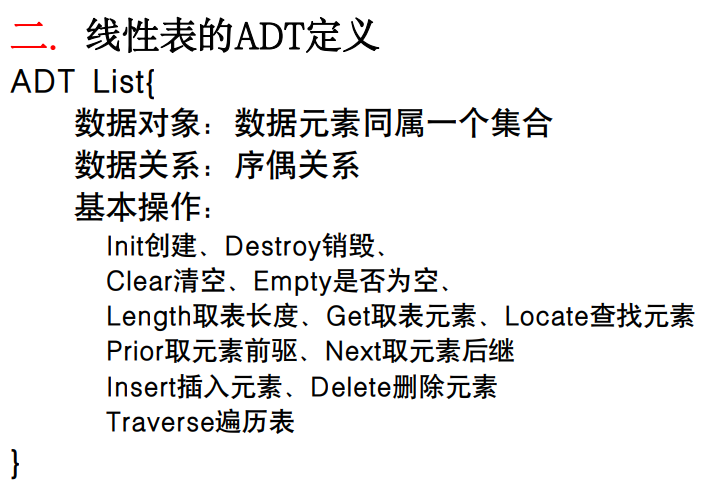 二. 线性表的ADT定义
ADT List{
数据对象：数据元素同属一个集合
数据关系：序偶关系
基本操作：
Init创建、Destroy销毁、
Clear清空、Empty是否为空、
Length取表长度、Get取表元素、Locate查找元素
Prior取元素前驱、Next取元素后继
Insert插入元素、Delete删除元素
Traverse遍历表
}